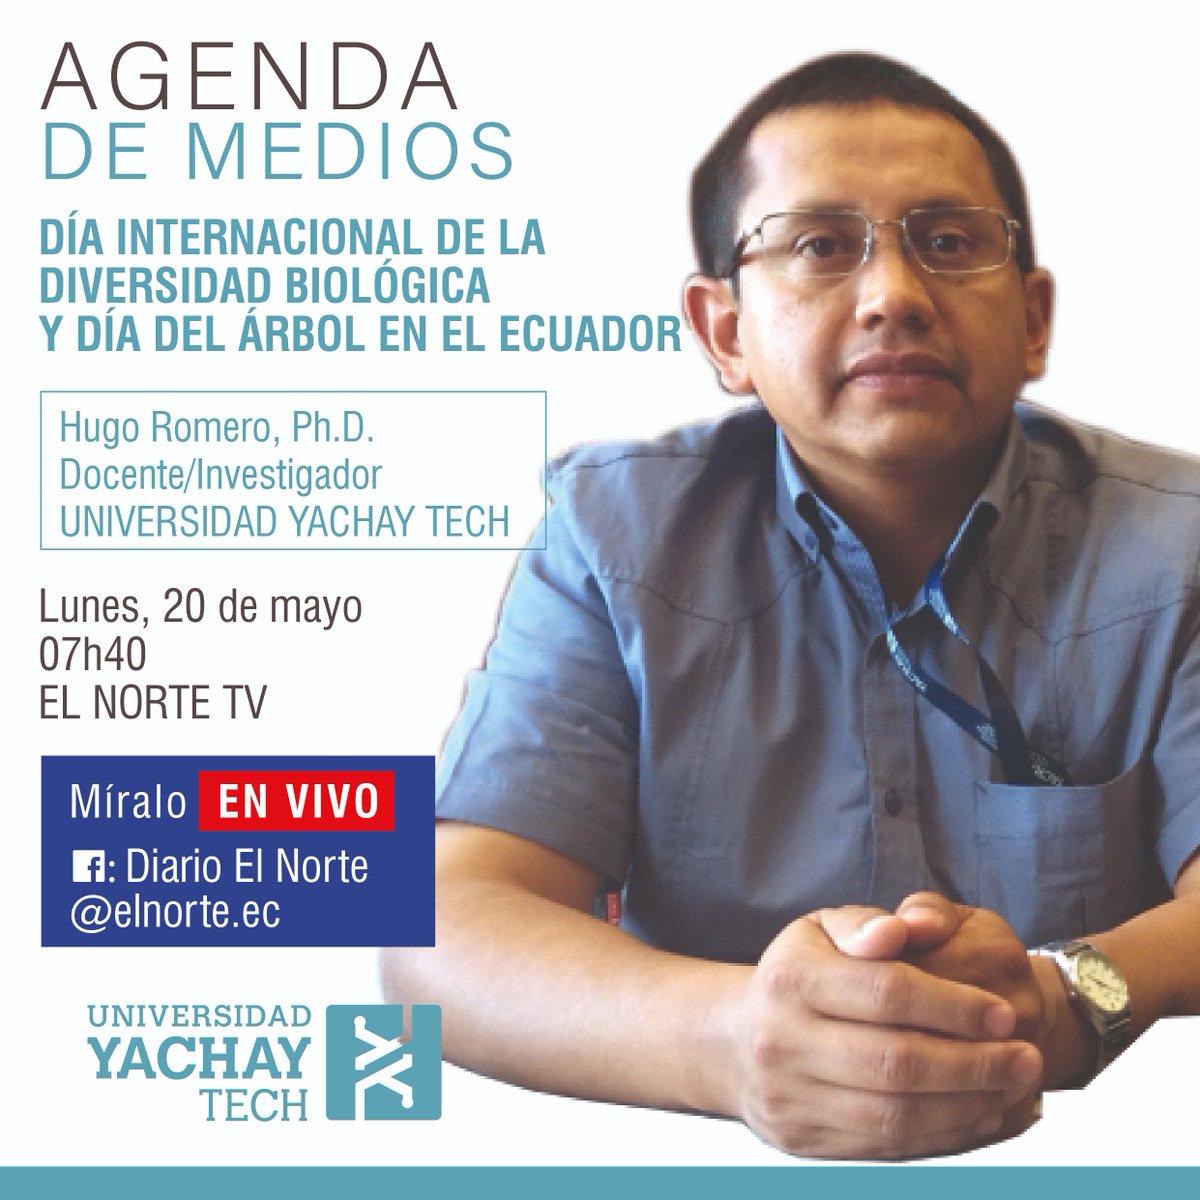 AGENDA
DE MEDIOS
DÍA INTERNACIONAL DE LA
DIVERSIDAD BIOLÓGICA
Y DÍA DEL ÁRBOL EN EL ECUADOR
Hugo Romero, Ph.D.
Docente/Investigador
UNIVERSIDAD YACHAY TECH
Lunes, 20 de mayo
07h40
EL NORTE TV
Míralo EN VIVO
f: Diario El Norte
@elnorte.ec
UNIVERSIDAD
YACHAY
TECH